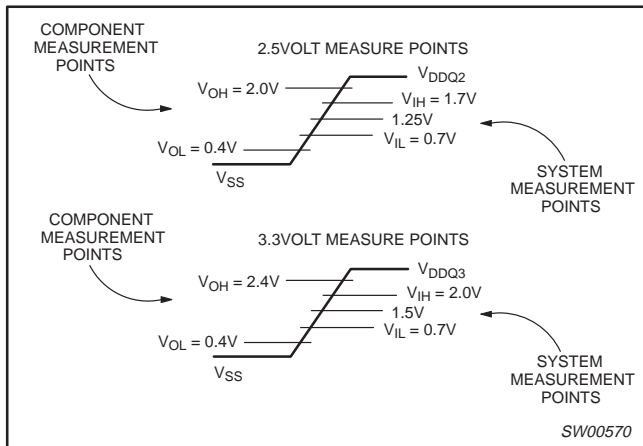 COMPONENT
MEASUREMENT
POINTS
2.5VOLT MEASURE POINTS
VDDQ2
VOH = 2.0V
VIH = 1.7V
1.25V
VIL = 0.7V
VOL = 0.4V
VSS
SYSTEM
MEASUREMENT
POINTS
COMPONENT
MEASUREMENT
POINTS
3.3VOLT MEASURE POINTS
VDDQ3
VOH = 2.4V
VIH = 2.0V
1.5V
VIL = 0.7V
VOL = 0.4V
VSS
SYSTEM
MEASUREMENT
POINTS
SW00570